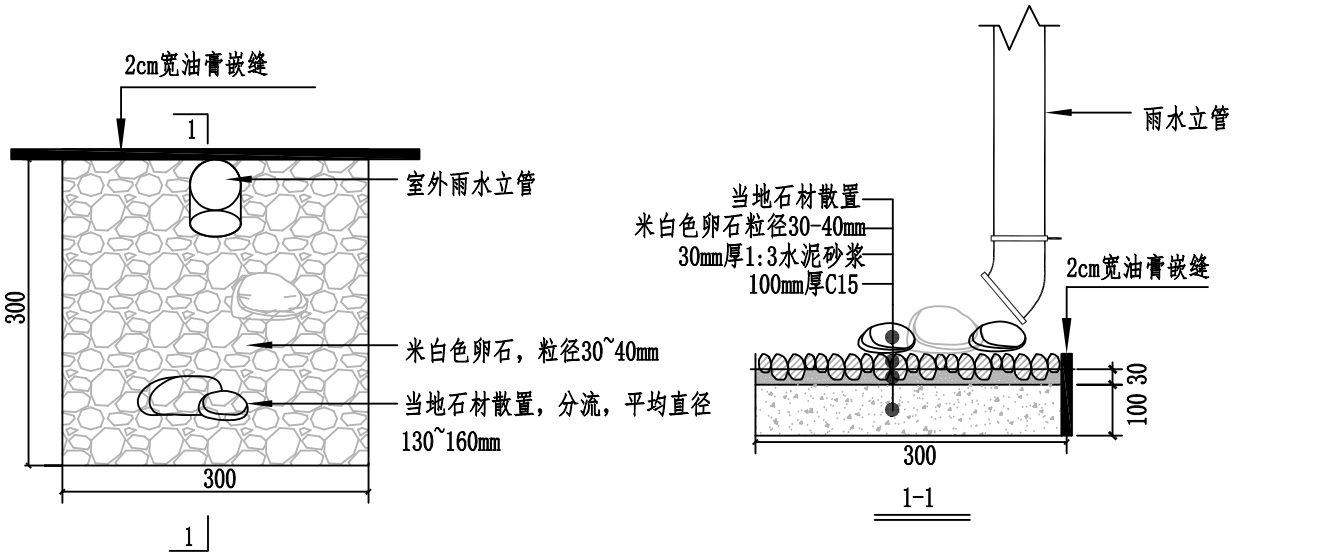 2cm宽油膏嵌缝
1
室外雨水立管
300
米白色卵石，粒径30~40mm
当地石材散置，分流，平均直径
130~160mm
300
1
雨水立管
当地石材散置
米白色卵石粒径30-40mm
30mm厚1:3水泥砂浆
100mm厚C15
2cm宽油膏嵌缝
30
100
300
1-1